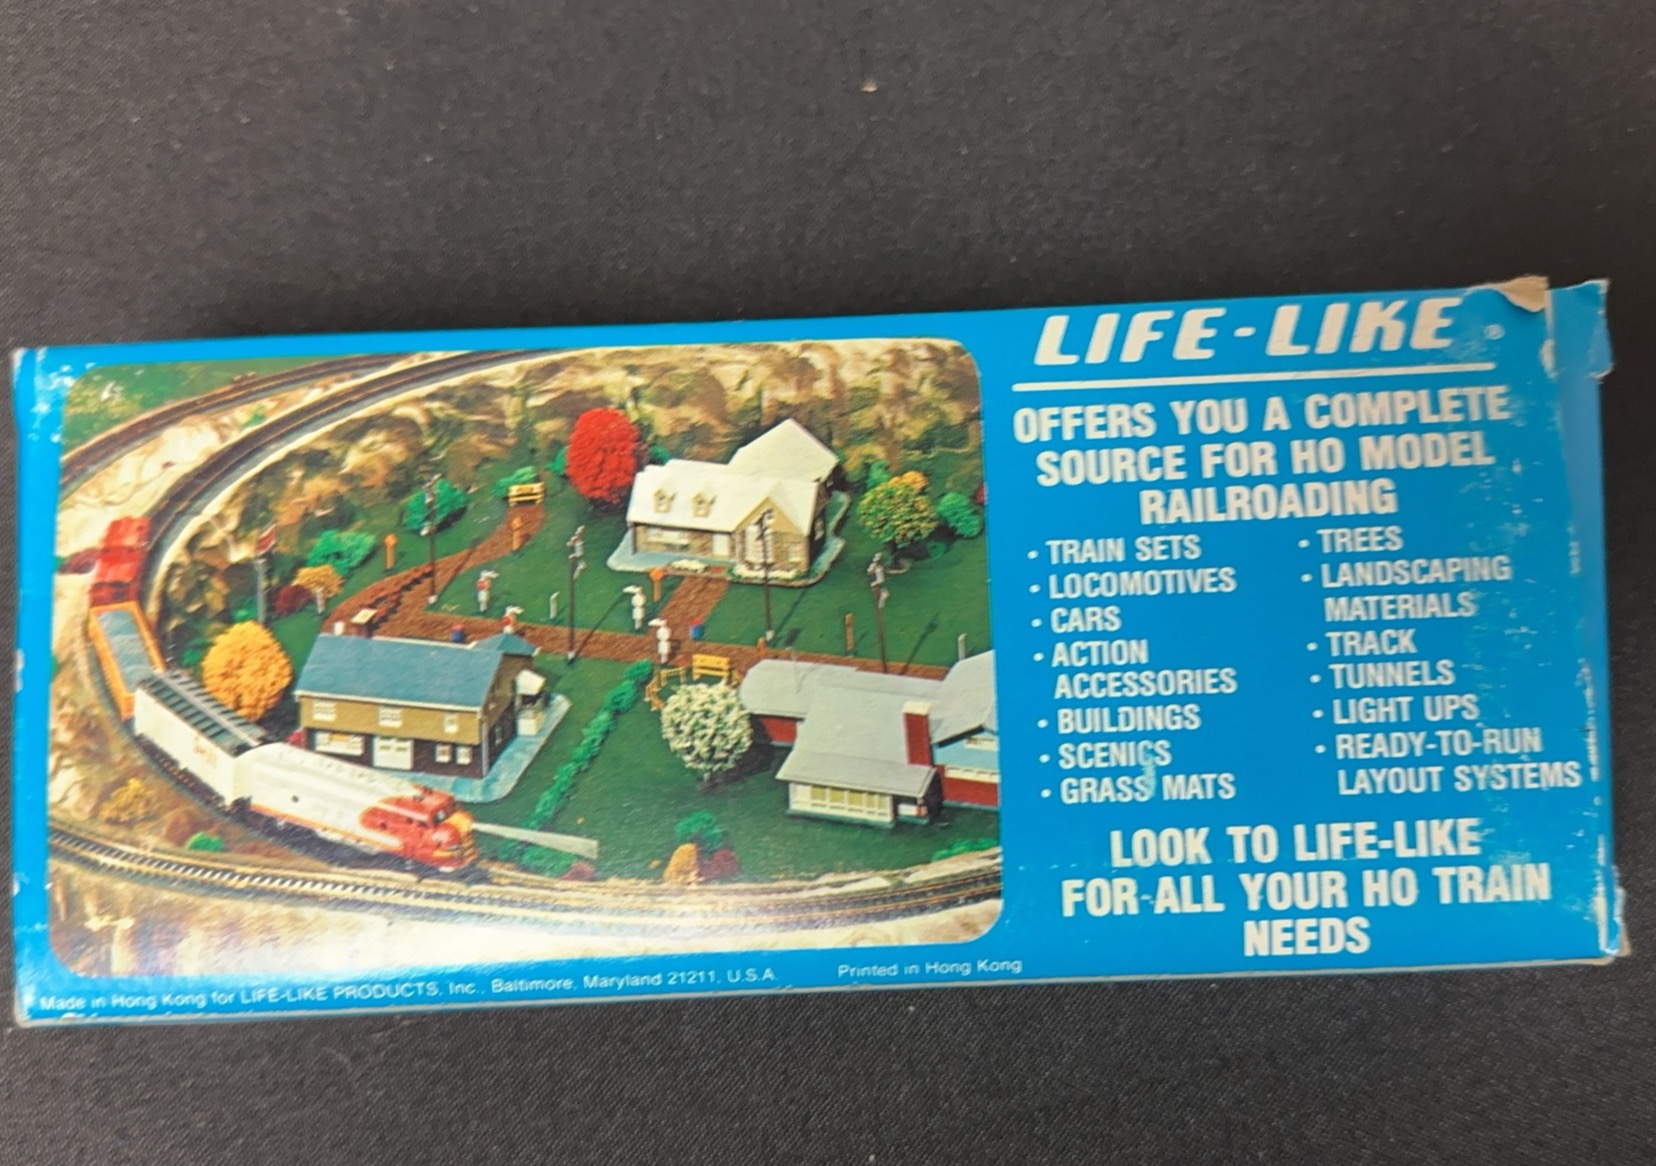 LIFE-LIKE ®
OFFERS YOU A COMPLETE
SOURCE FOR HO MODEL
RAILROADING
• TRAIN SETS
• LOCOMOTIVES
• CARS
• ACTION
ACCESSORIES
• BUILDINGS
• SCENICS
• GRASS MATS
• TREES
• LANDSCAPING
MATERIALS
• TRACK
• TUNNELS
• LIGHT UPS
• READY-TO-RUN
LAYOUT SYSTEMS
LOOK TO LIFE-LIKE
FOR ALL YOUR HO TRAIN
NEEDS
Made in Hong Kong for LIFE-LIKE PRODUCTS, Inc., Baltimore, Maryland 21211, U.S.A. Printed in Hong Kong